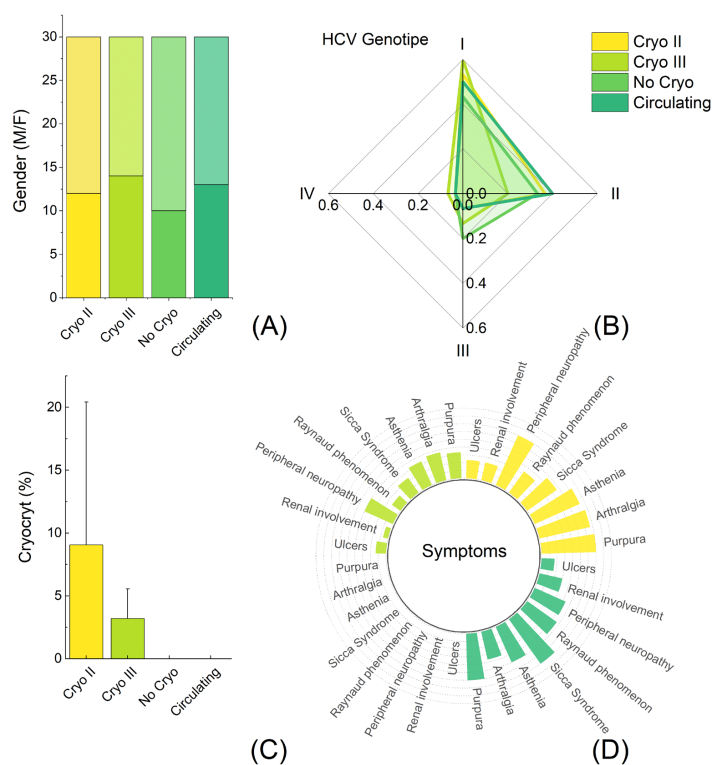 30
25
20
15
10
5
0
Gender (M/F)
Cryo II
Cryo III
No Cryo
Circulating
(A)
HCV Genotipe
I
II
III
IV
0.6
0.4
0.2
0.0
0.0
0.2
0.4
0.6
Cryo II
Cryo III
No Cryo
Circulating
(B)
20
15
10
5
0
Cryocryt (%)
Cryo II
Cryo III
No Cryo
Circulating
(C)
Symptoms
Ulcers
Renal involvement
Peripheral neuropathy
Raynaud phenomenon
Sicca Syndrome
Asthenia
Arthralgia
Purpura
Ulcers
Renal involvement
Peripheral neuropathy
Raynaud phenomenon
Sicca Syndrome
Asthenia
Arthralgia
Purpura
Ulcers
Renal involvement
Peripheral neuropathy
Raynaud phenomenon
Sicca Syndrome
Asthenia
Arthralgia
Purpura
Ulcers
Renal involvement
Peripheral neuropathy
Raynaud phenomenon
Sicca Syndrome
Asthenia
Arthralgia
Purpura
(D)